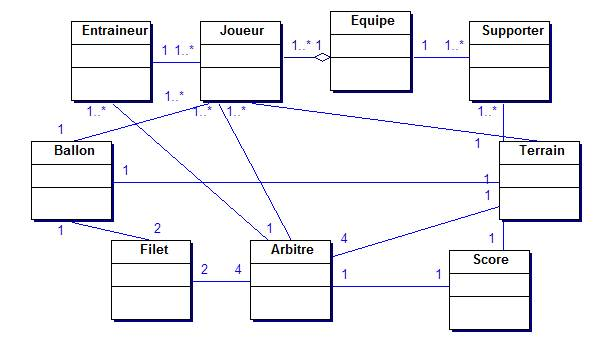 Entraineur
Joueur
Equipe
Supporter
1
1..*
1..*
1
1
1..*
1..*
1..*
1..*
1..*
1..*
1
1
Ballon
Terrain
1
1
1
1
2
1
4
1
Filet
Arbitre
Score
2
4
1
1